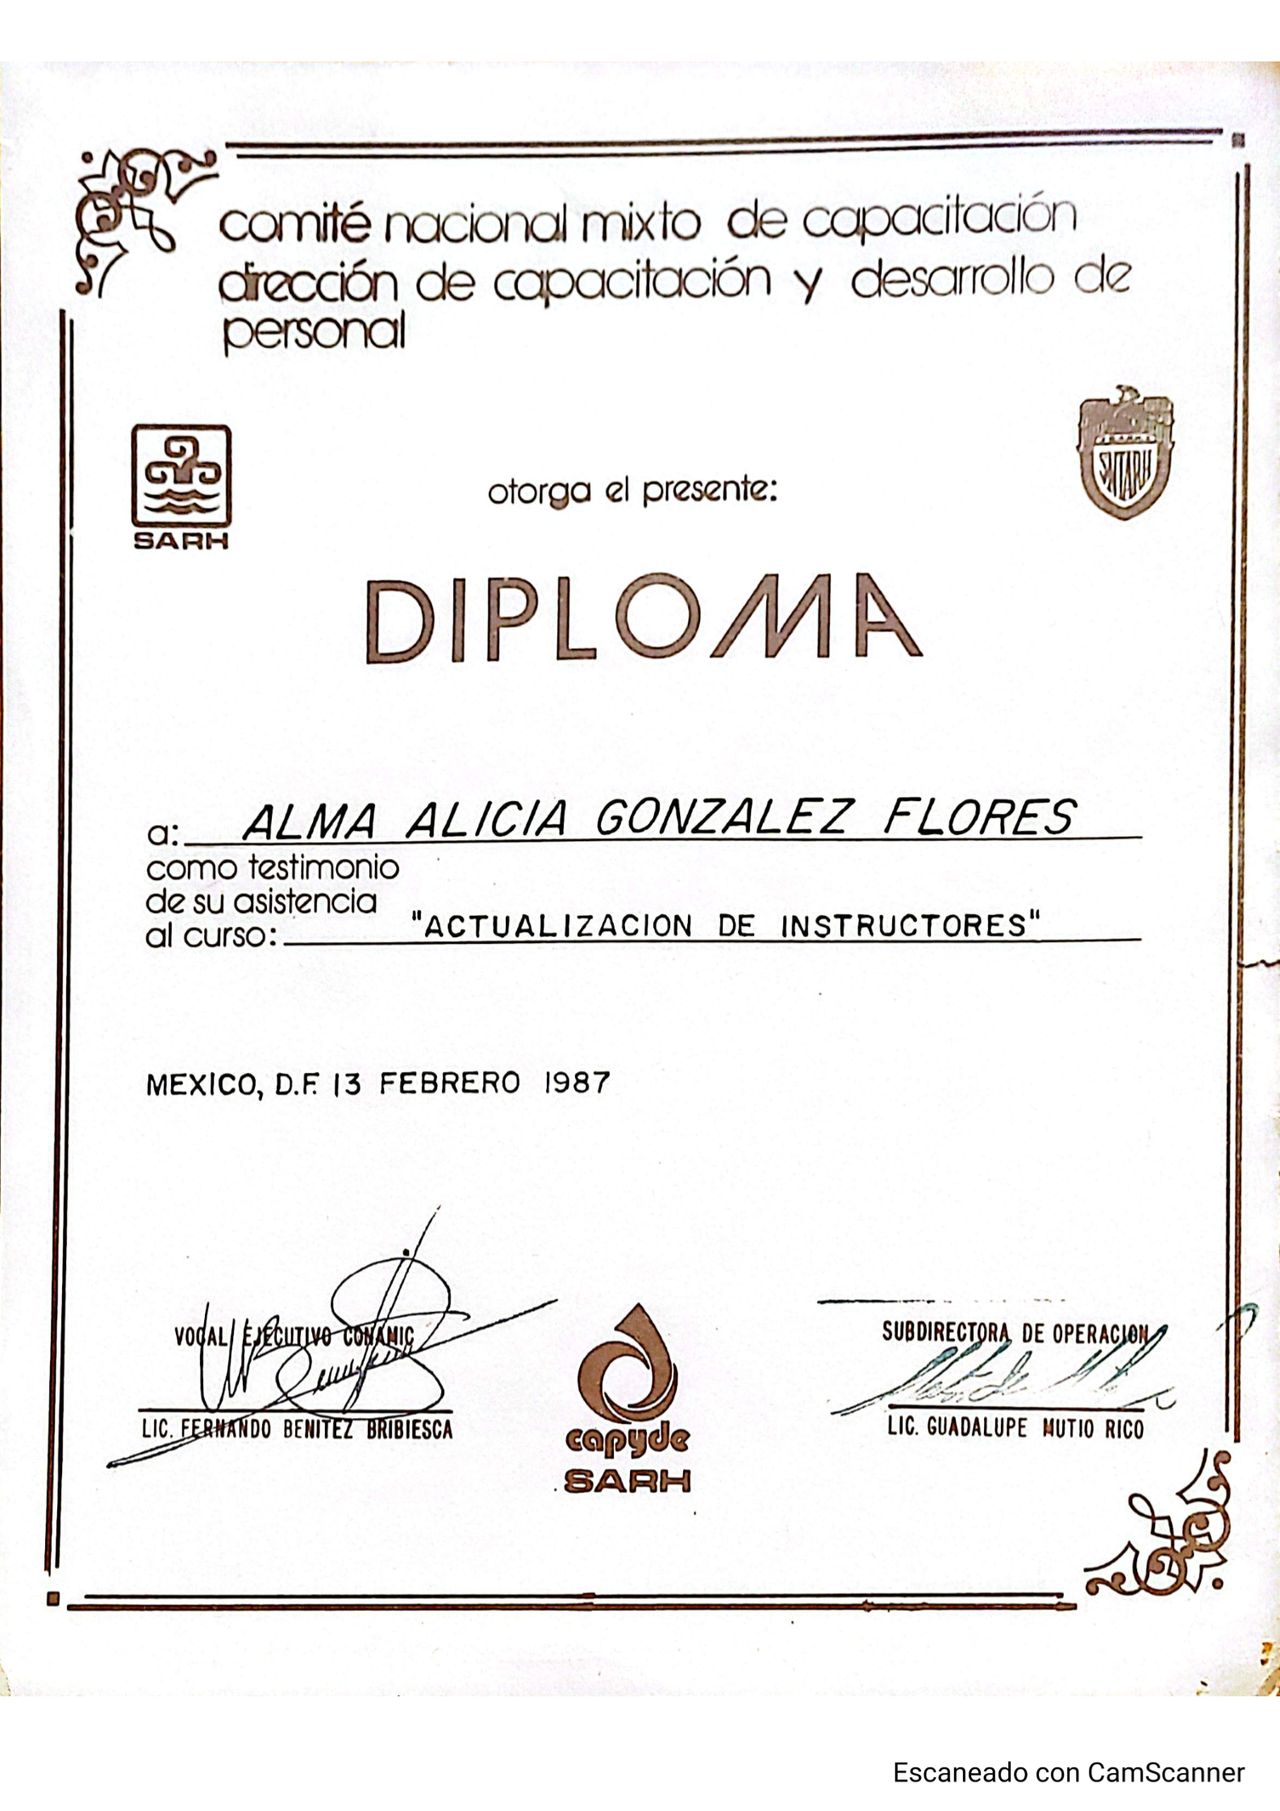 comité nacional mixto de capacitación
dirección de capacitación y desarrollo de
personal
SARH
SNTSARH
otorga el presente:
DIPLOMA
a: ALMA ALICIA GONZALEZ FLORES
como testimonio
de su asistencia
al curso: "ACTUALIZACION DE INSTRUCTORES"
MEXICO, D.F. 13 FEBRERO 1987
VOCAL EJECUTIVO CONAMIC
LIC. FERNANDO BENITEZ BRIBIESCA
capyde
SARH
SUBDIRECTORA DE OPERACION
LIC. GUADALUPE MUTIO RICO
Escaneado con CamScanner